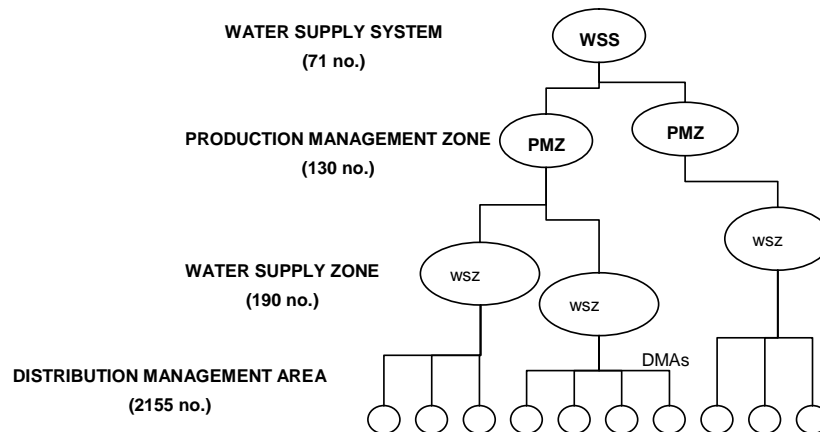 WATER SUPPLY SYSTEM
(71 no.)
WSS
PRODUCTION MANAGEMENT ZONE
(130 no.)
PMZ
PMZ
WATER SUPPLY ZONE
(190 no.)
WSZ
WSZ
WSZ
DISTRIBUTION MANAGEMENT AREA
(2155 no.)
DMAs